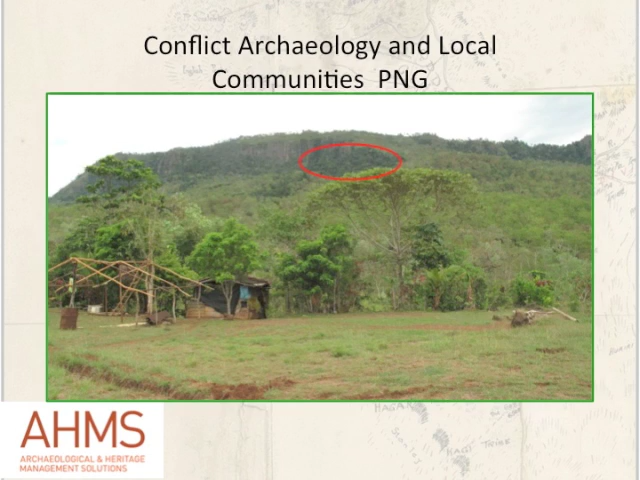 Conflict Archaeology and Local
Communities PNG
AHMS
ARCHAEOLOGICAL & HERITAGE
MANAGEMENT SOLUTIONS